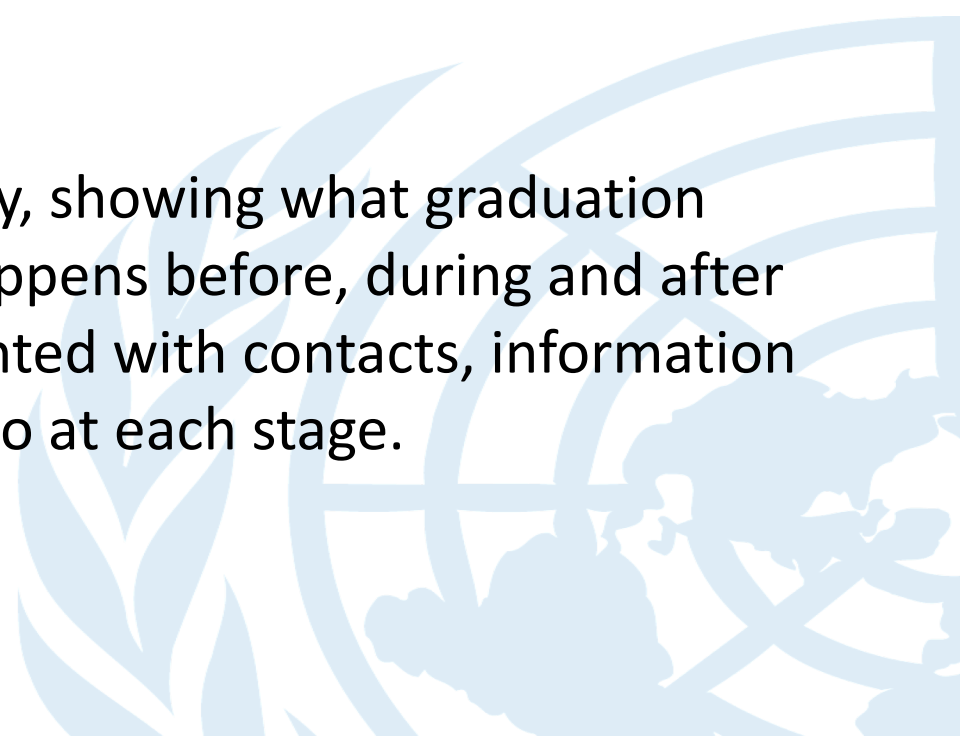 y, showing what graduation
ppens before, during and after
nted with contacts, information
o at each stage.